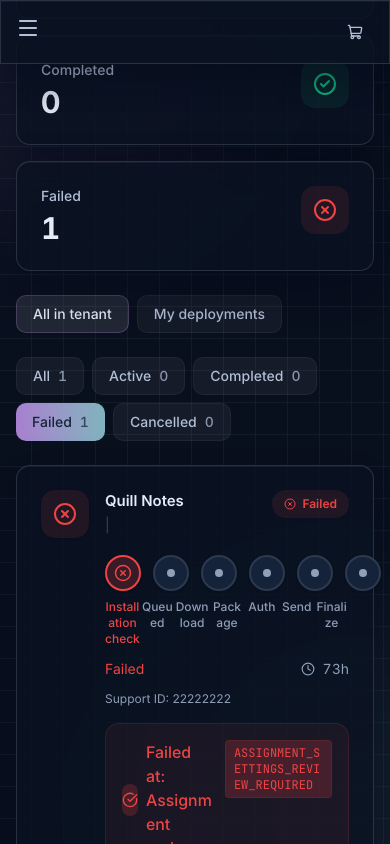 Completed
0
Failed
1
All in tenant My deployments
All 1 Active 0 Completed 0
Failed 1 Cancelled 0
Quill Notes Failed
Install Queu Down Pack Auth Send Finali
ation ed load age ze
check
Failed 73h
Support ID: 22222222
Failed ASSIGNMENT_S
at: ETTINGS_REVI
Assignm EW_REQUIRED
ent